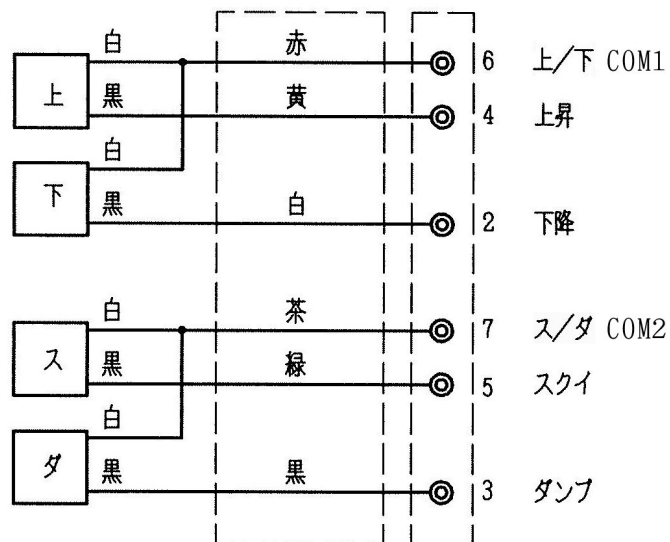 白 赤 6 上/下 COM1
上 黒 黄 4 上昇
白
下 黒 白 2 下降
白 茶 7 ス/ダ COM2
ス 黒 緑 5 スクイ
白
ダ 黒 黒 3 ダンプ